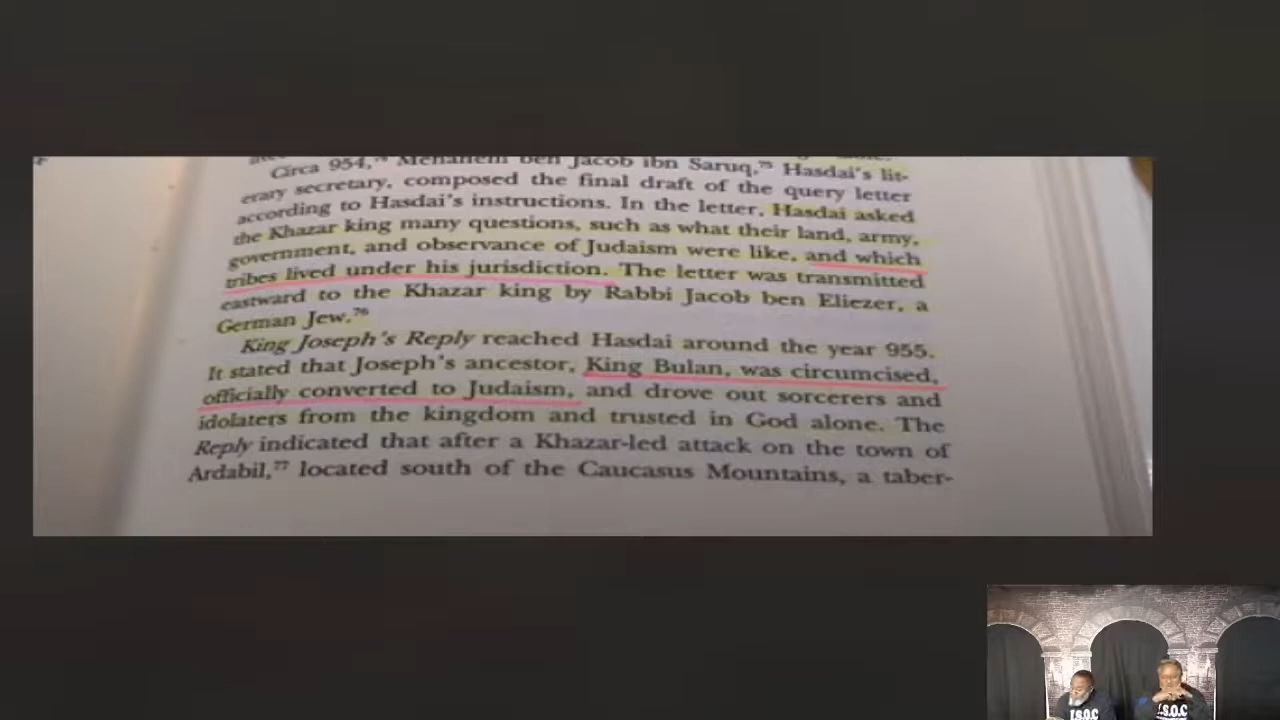 Circa 954,⁷⁴ Menahem ben Jacob ibn Saruq,⁷⁵ Hasdai's lit-
erary secretary, composed the final draft of the query letter
according to Hasdai's instructions. In the letter, Hasdai asked
the Khazar king many questions, such as what their land, army,
government, and observance of Judaism were like, and which
tribes lived under his jurisdiction. The letter was transmitted
eastward to the Khazar king by Rabbi Jacob ben Eliezer, a
German Jew.⁷⁶
King Joseph's Reply reached Hasdai around the year 955.
It stated that Joseph's ancestor, King Bulan, was circumcised,
officially converted to Judaism, and drove out sorcerers and
idolaters from the kingdom and trusted in God alone. The
Reply indicated that after a Khazar-led attack on the town of
Ardabil,⁷⁷ located south of the Caucasus Mountains, a taber-